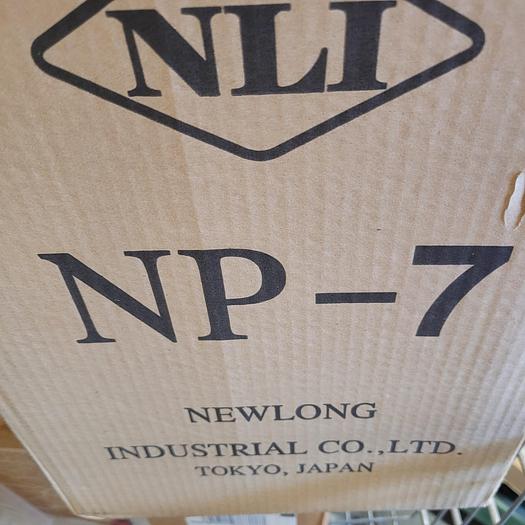 NLI
NP-7
NEWLONG
INDUSTRIAL CO.,LTD.
TOKYO, JAPAN